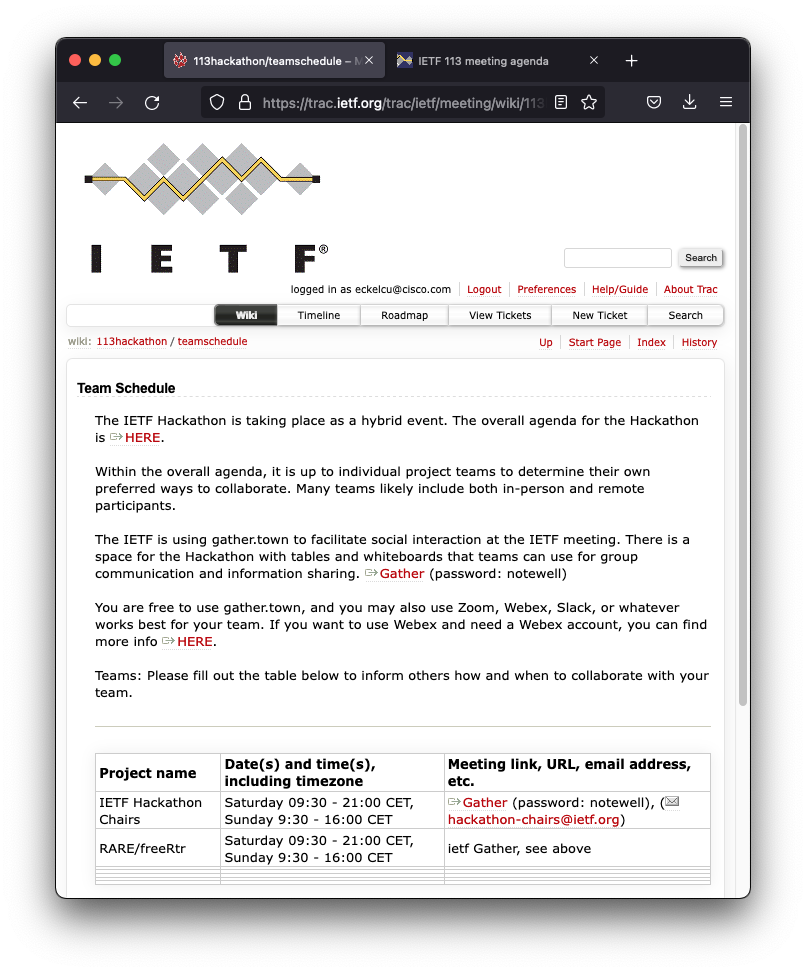 113hackathon/teamschedule – M
IETF 113 meeting agenda
https://trac.ietf.org/trac/ietf/meeting/wiki/113
I E T F ®
Search
logged in as eckelcu@cisco.com Logout Preferences Help/Guide About Trac
Wiki Timeline Roadmap View Tickets New Ticket Search
wiki: 113hackathon / teamschedule Up Start Page Index History
Team Schedule
The IETF Hackathon is taking place as a hybrid event. The overall agenda for the Hackathon
is HERE.
Within the overall agenda, it is up to individual project teams to determine their own
preferred ways to collaborate. Many teams likely include both in-person and remote
participants.
The IETF is using gather.town to facilitate social interaction at the IETF meeting. There is a
space for the Hackathon with tables and whiteboards that teams can use for group
communication and information sharing. Gather (password: notewell)
You are free to use gather.town, and you may also use Zoom, Webex, Slack, or whatever
works best for your team. If you want to use Webex and need a Webex account, you can find
more info HERE.
Teams: Please fill out the table below to inform others how and when to collaborate with your
team.
Project name
Date(s) and time(s),
including timezone
Meeting link, URL, email address,
etc.
IETF Hackathon
Chairs
Saturday 09:30 - 21:00 CET,
Sunday 9:30 - 16:00 CET
Gather (password: notewell), (
hackathon-chairs@ietf.org)
RARE/freeRtr
Saturday 09:30 - 21:00 CET,
Sunday 9:30 - 16:00 CET
ietf Gather, see above